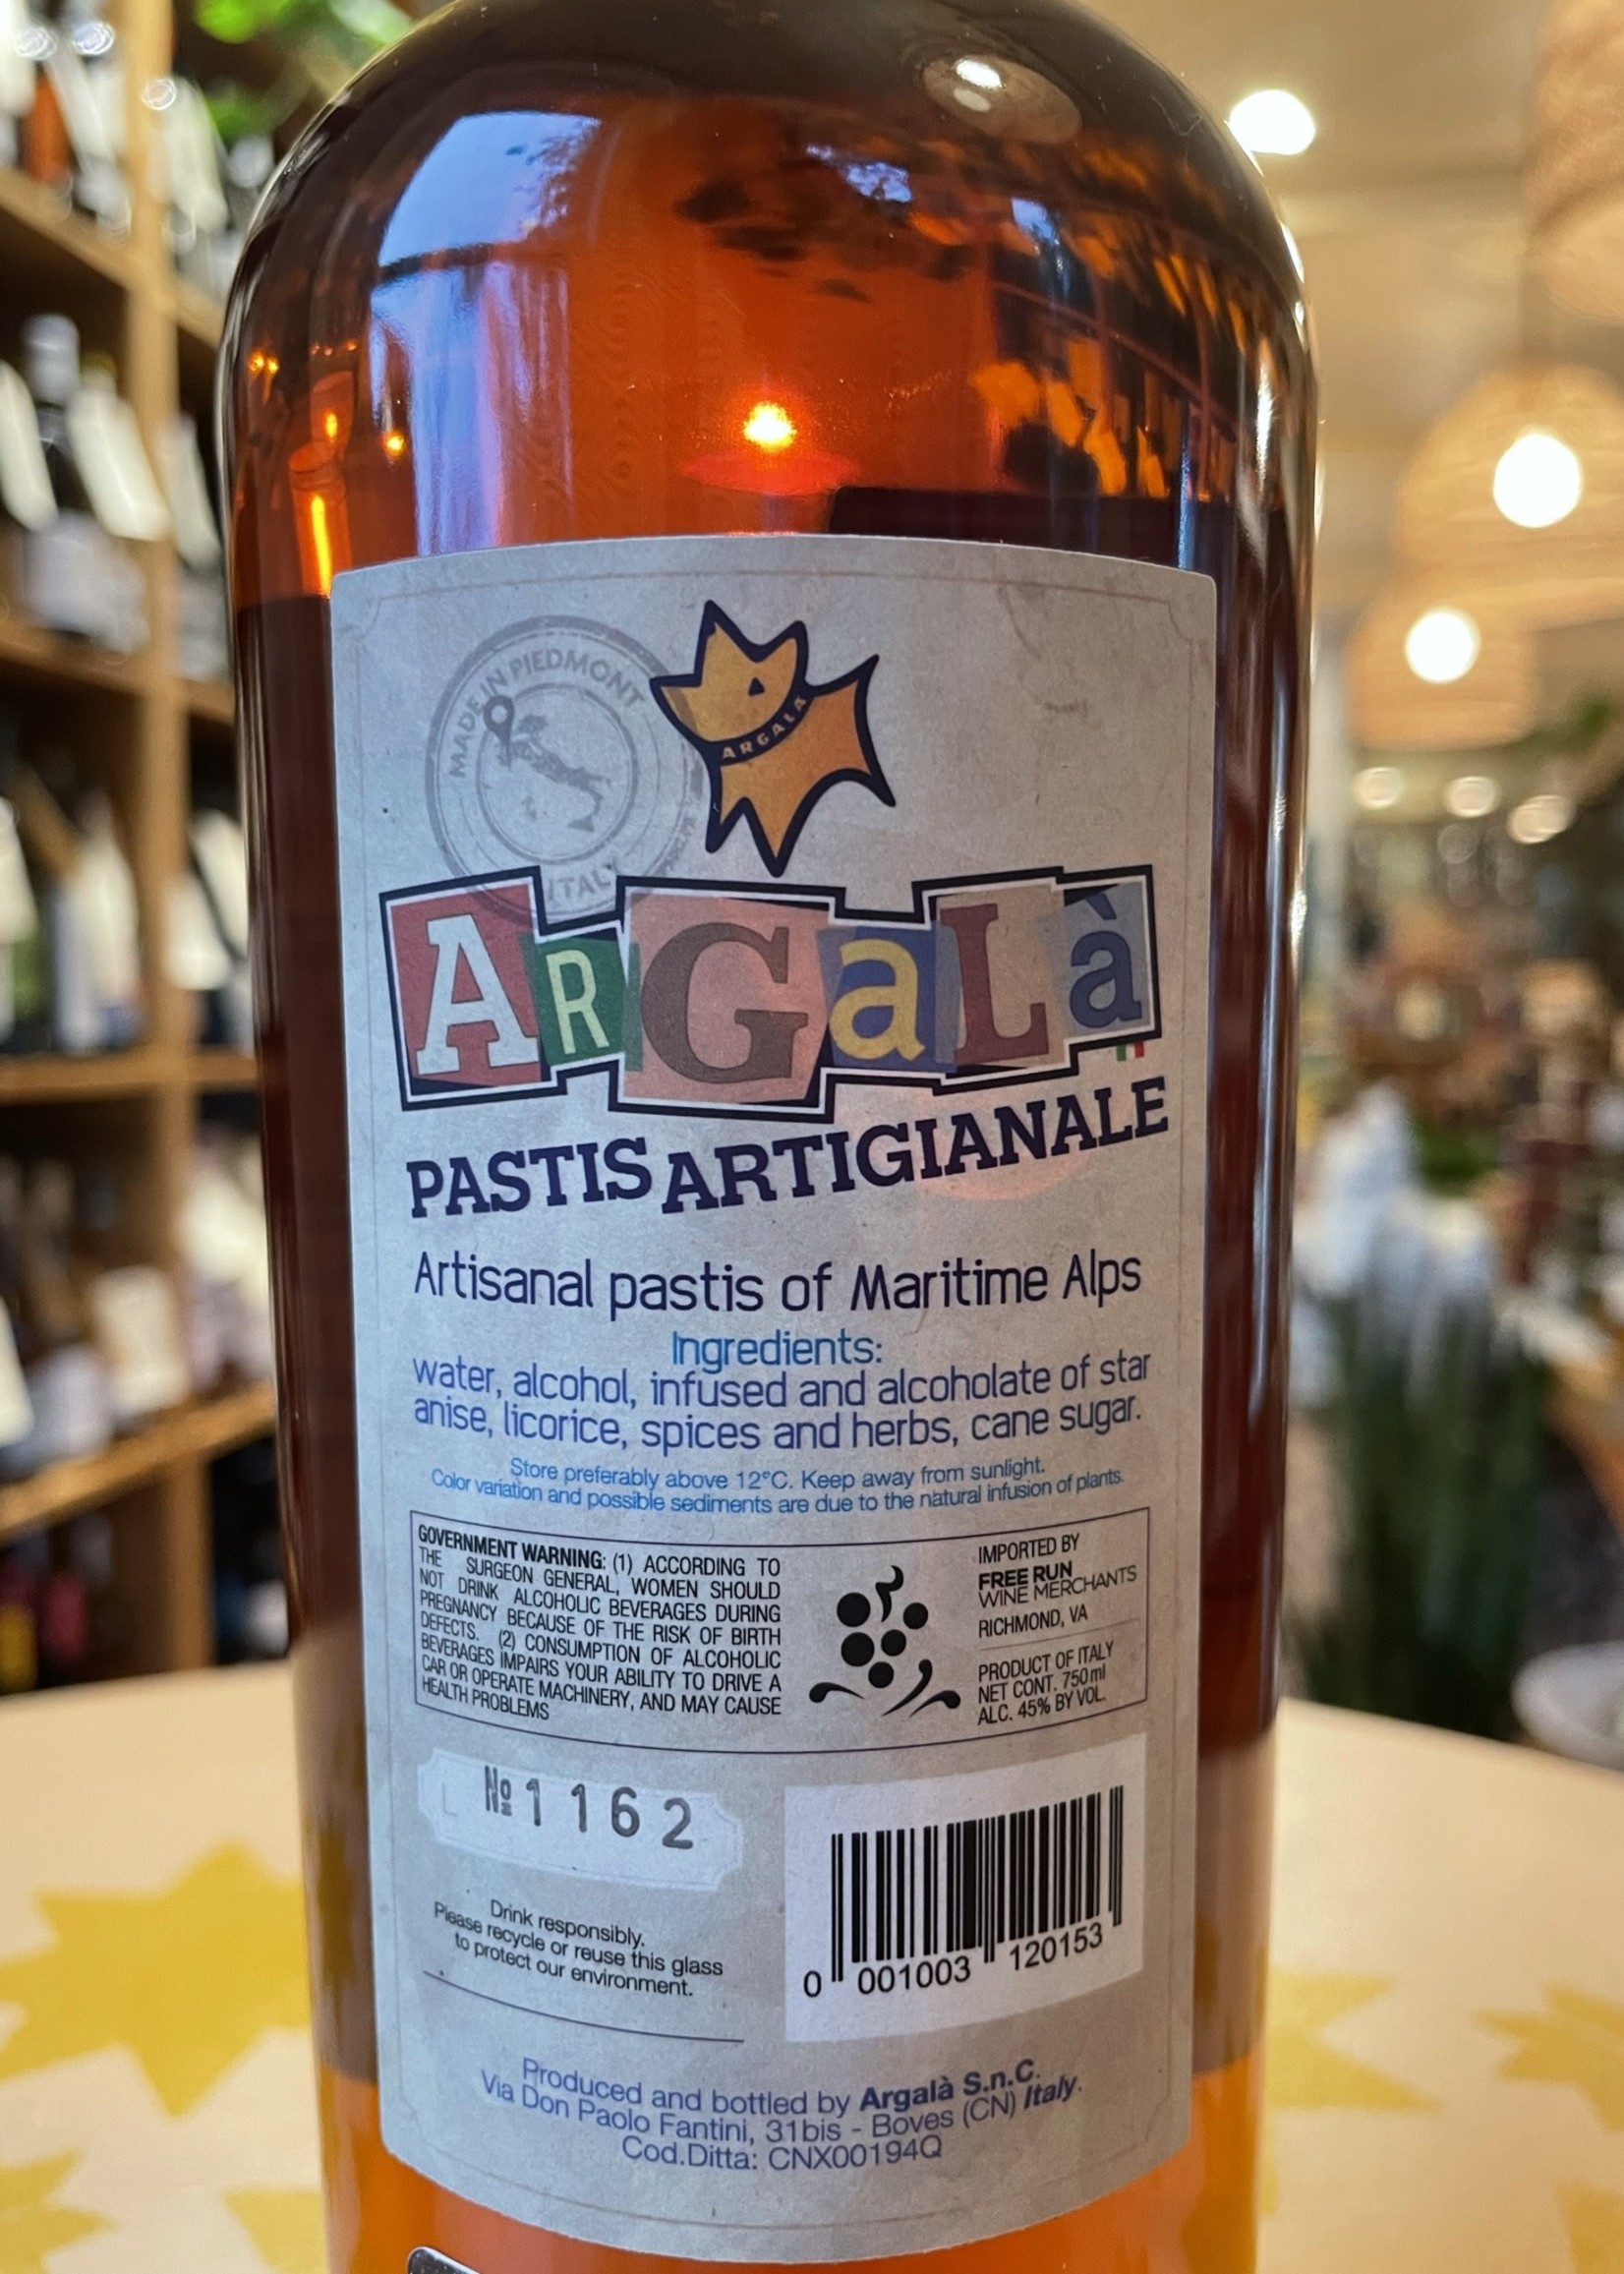 MADE IN PIEDMONT
ITALY
ARGALÀ
ARGaLà
PASTIS ARTIGIANALE
Artisanal pastis of Maritime Alps
Ingredients:
water, alcohol, infused and alcoholate of star
anise, licorice, spices and herbs, cane sugar.
Store preferably above 12°C. Keep away from sunlight.
Color variation and possible sediments are due to the natural infusion of plants.
GOVERNMENT WARNING: (1) ACCORDING TO
THE SURGEON GENERAL, WOMEN SHOULD
NOT DRINK ALCOHOLIC BEVERAGES DURING
PREGNANCY BECAUSE OF THE RISK OF BIRTH
DEFECTS. (2) CONSUMPTION OF ALCOHOLIC
BEVERAGES IMPAIRS YOUR ABILITY TO DRIVE A
CAR OR OPERATE MACHINERY, AND MAY CAUSE
HEALTH PROBLEMS
IMPORTED BY
FREE RUN
WINE MERCHANTS
RICHMOND, VA
PRODUCT OF ITALY
NET CONT. 750ml
ALC. 45% BY VOL.
L № 1162
Drink responsibly.
Please recycle or reuse this glass
to protect our environment.
0 001003 120153
Produced and bottled by Argalà S.n.C.
Via Don Paolo Fantini, 31bis - Boves (CN) Italy.
Cod.Ditta: CNX00194Q